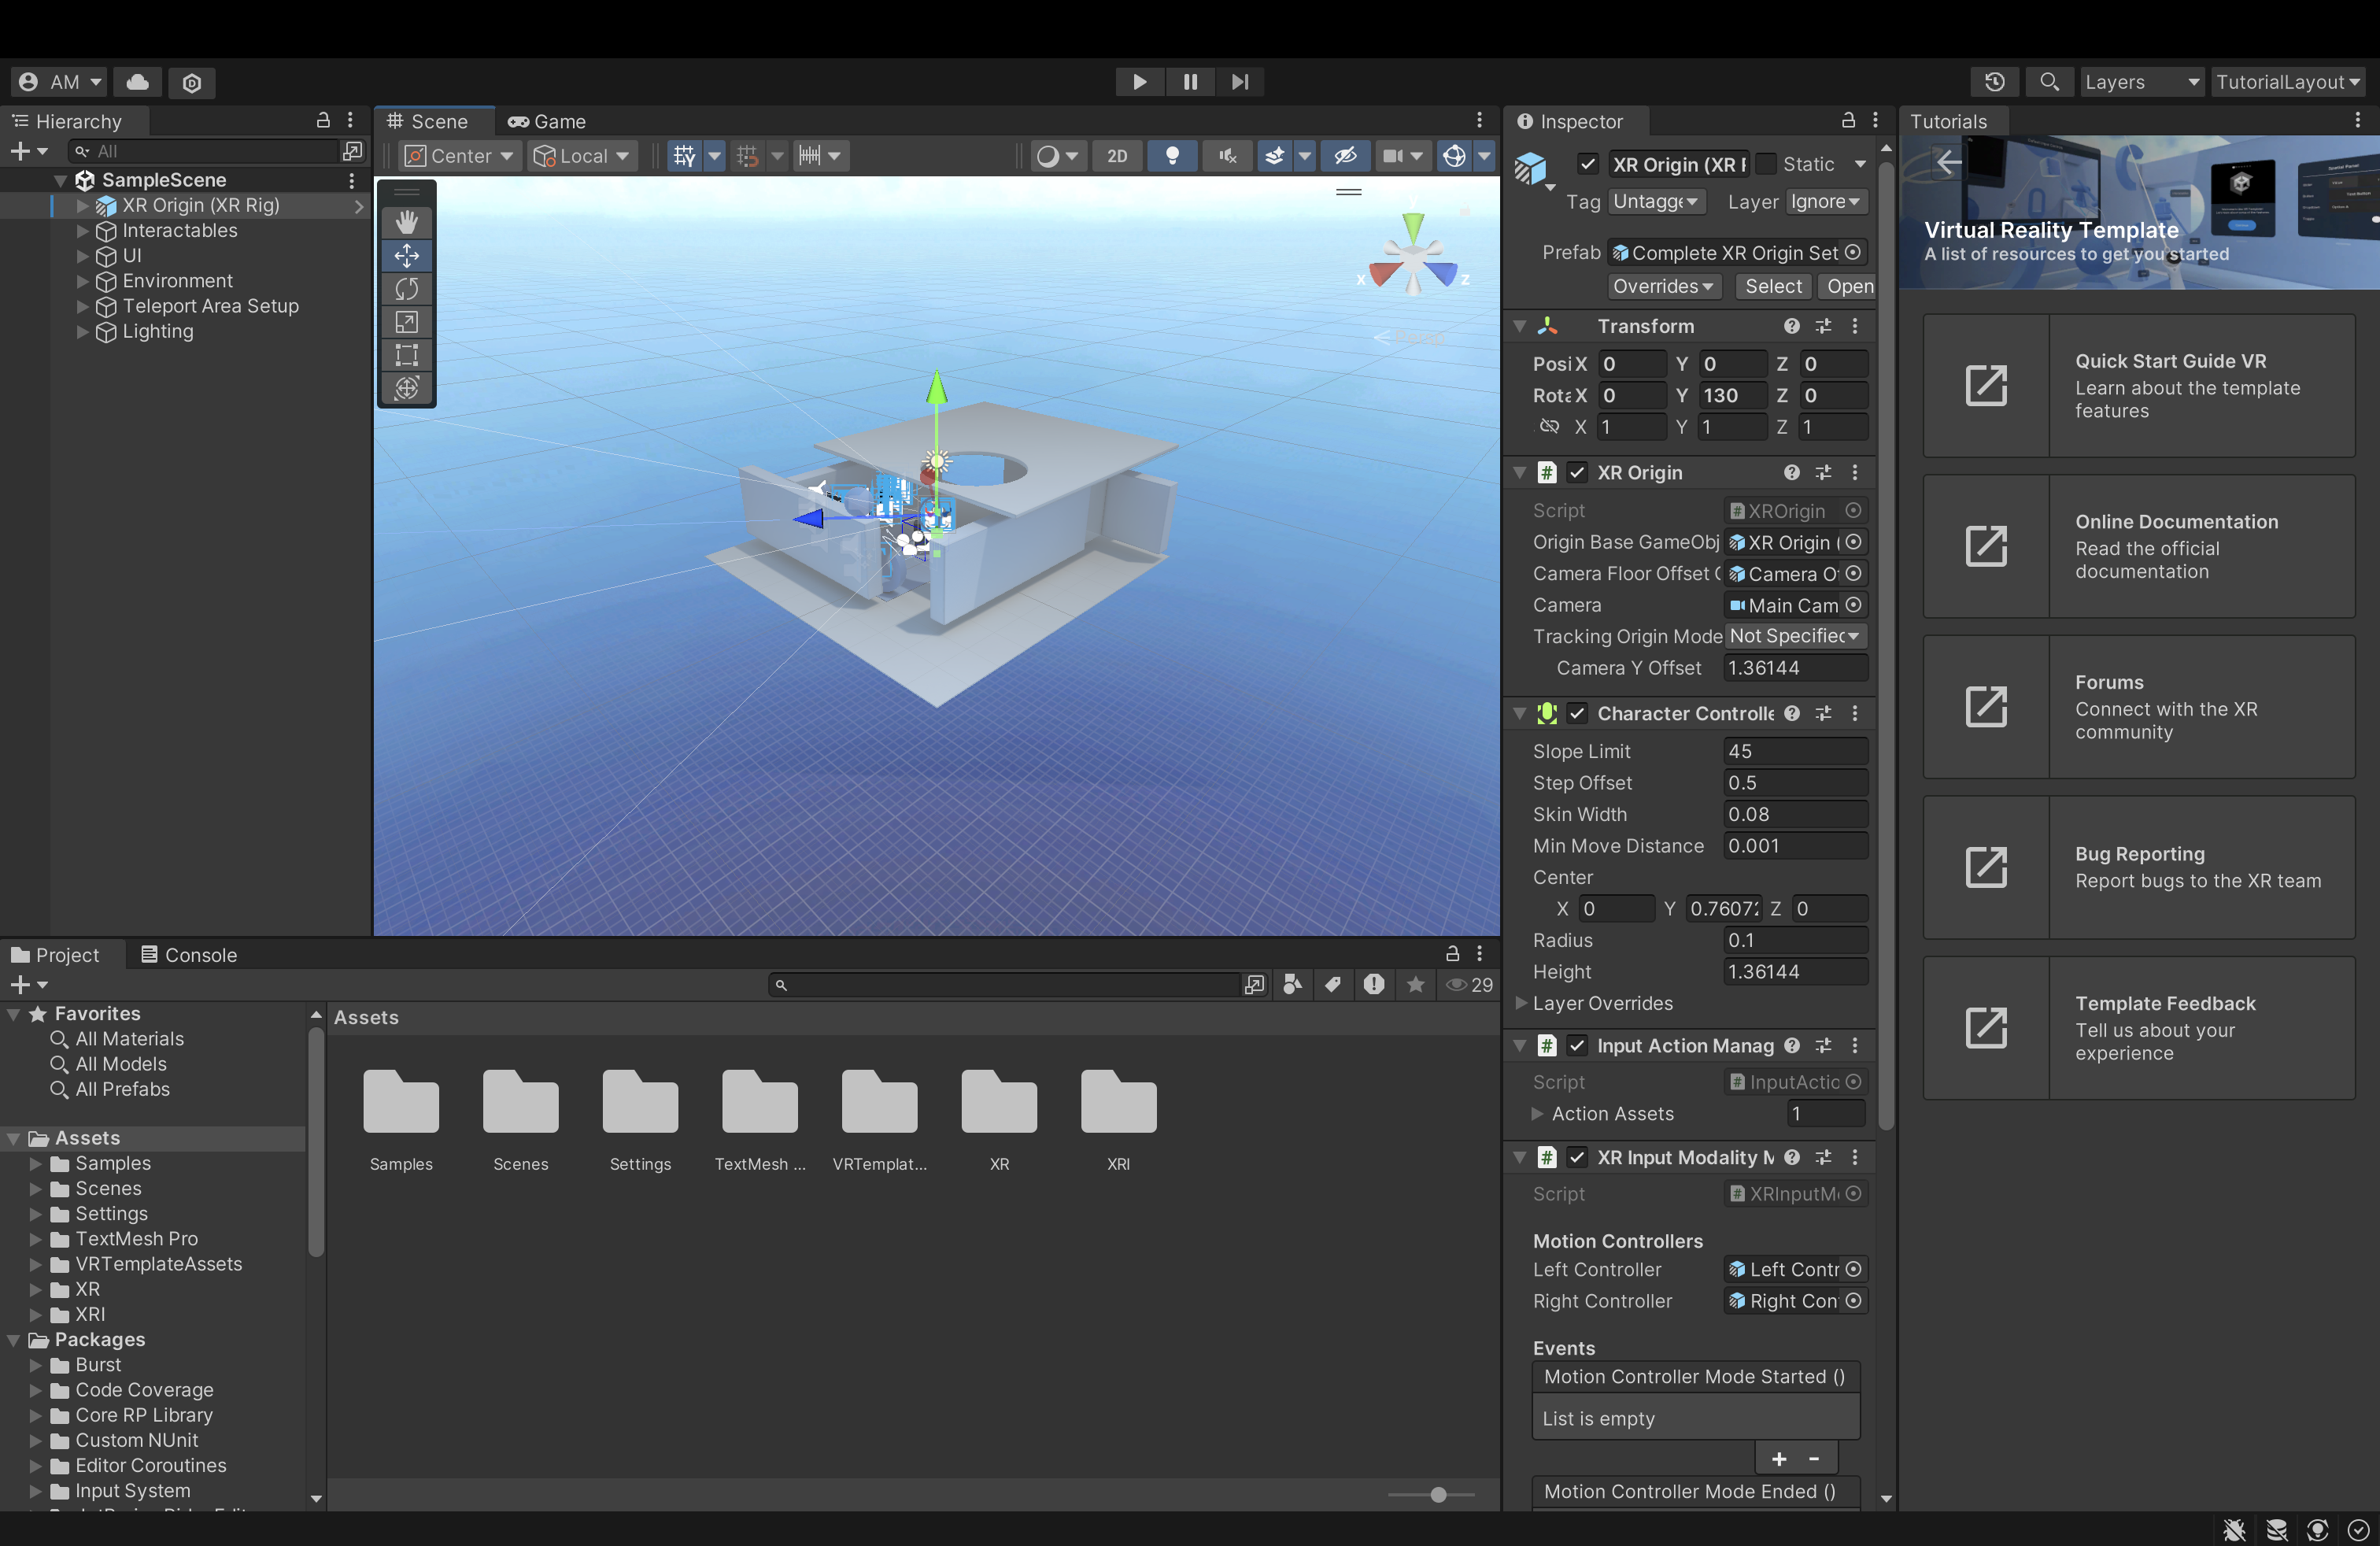 AM
Layers
TutorialLayout
Hierarchy
All
SampleScene
XR Origin (XR Rig)
Interactables
UI
Environment
Teleport Area Setup
Lighting
Scene
Game
Center
Local
2D
x
z
Persp
Inspector
XR Origin (XR F
Static
Tag
Untagge
Layer
Ignore
Prefab
Complete XR Origin Set
Overrides
Select
Open
Transform
Posi X 0 Y 0 Z 0
Rota X 0 Y 130 Z 0
X 1 Y 1 Z 1
XR Origin
Script
XROrigin
Origin Base GameObj
XR Origin (
Camera Floor Offset
Camera Of
Camera
Main Cam
Tracking Origin Mode
Not Specified
Camera Y Offset
1.36144
Character Controlle
Slope Limit
45
Step Offset
0.5
Skin Width
0.08
Min Move Distance
0.001
Center
X 0 Y 0.7607 Z 0
Radius
0.1
Height
1.36144
Layer Overrides
Input Action Manag
Script
InputActic
Action Assets
1
XR Input Modality M
Script
XRInputM
Motion Controllers
Left Controller
Left Contr
Right Controller
Right Con
Events
Motion Controller Mode Started ()
List is empty
+ -
Motion Controller Mode Ended ()
Tutorials
Virtual Reality Template
A list of resources to get you started
Quick Start Guide VR
Learn about the template
features
Online Documentation
Read the official
documentation
Forums
Connect with the XR
community
Bug Reporting
Report bugs to the XR team
Template Feedback
Tell us about your
experience
Project
Console
29
Favorites
All Materials
All Models
All Prefabs
Assets
Samples
Scenes
Settings
TextMesh Pro
VRTemplateAssets
XR
XRI
Packages
Burst
Code Coverage
Core RP Library
Custom NUnit
Editor Coroutines
Input System
Assets
Samples
Scenes
Settings
TextMesh ...
VRTemplat...
XR
XRI